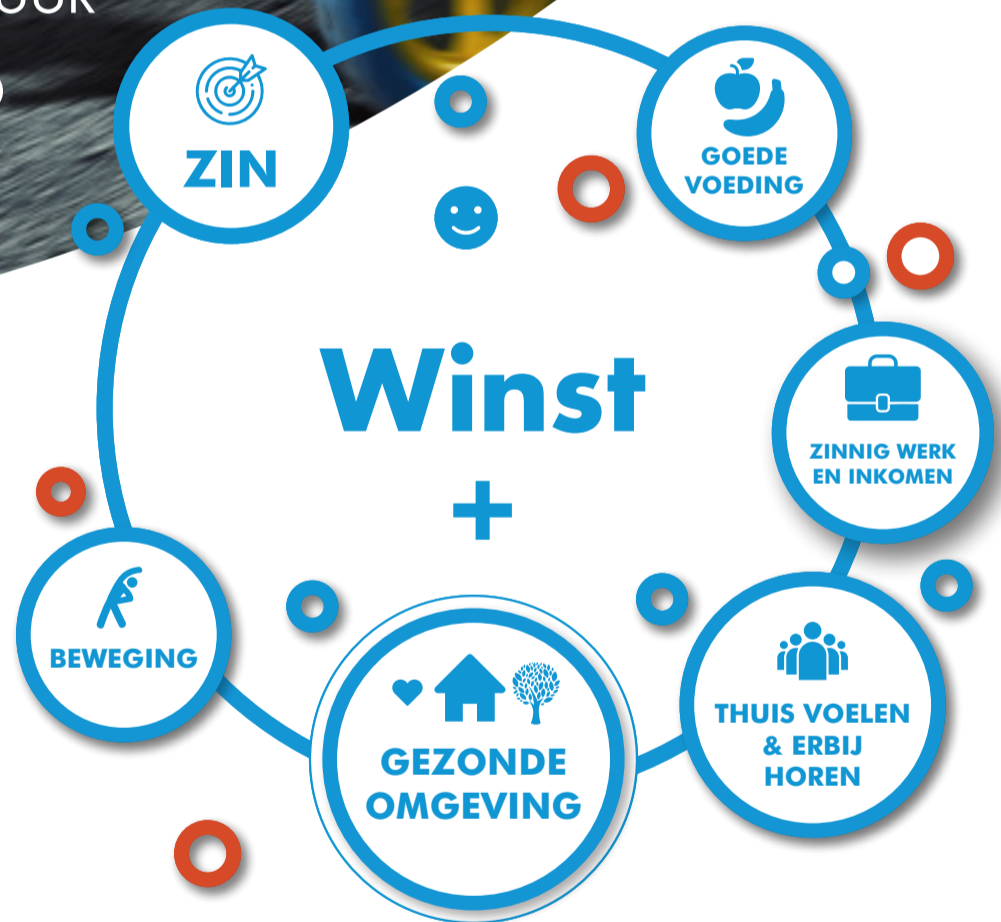 ZIN
GOEDE
VOEDING
Winst
+
ZINNIG WERK
EN INKOMEN
BEWEGING
THUIS VOELEN
& ERBIJ
HOREN
GEZONDE
OMGEVING